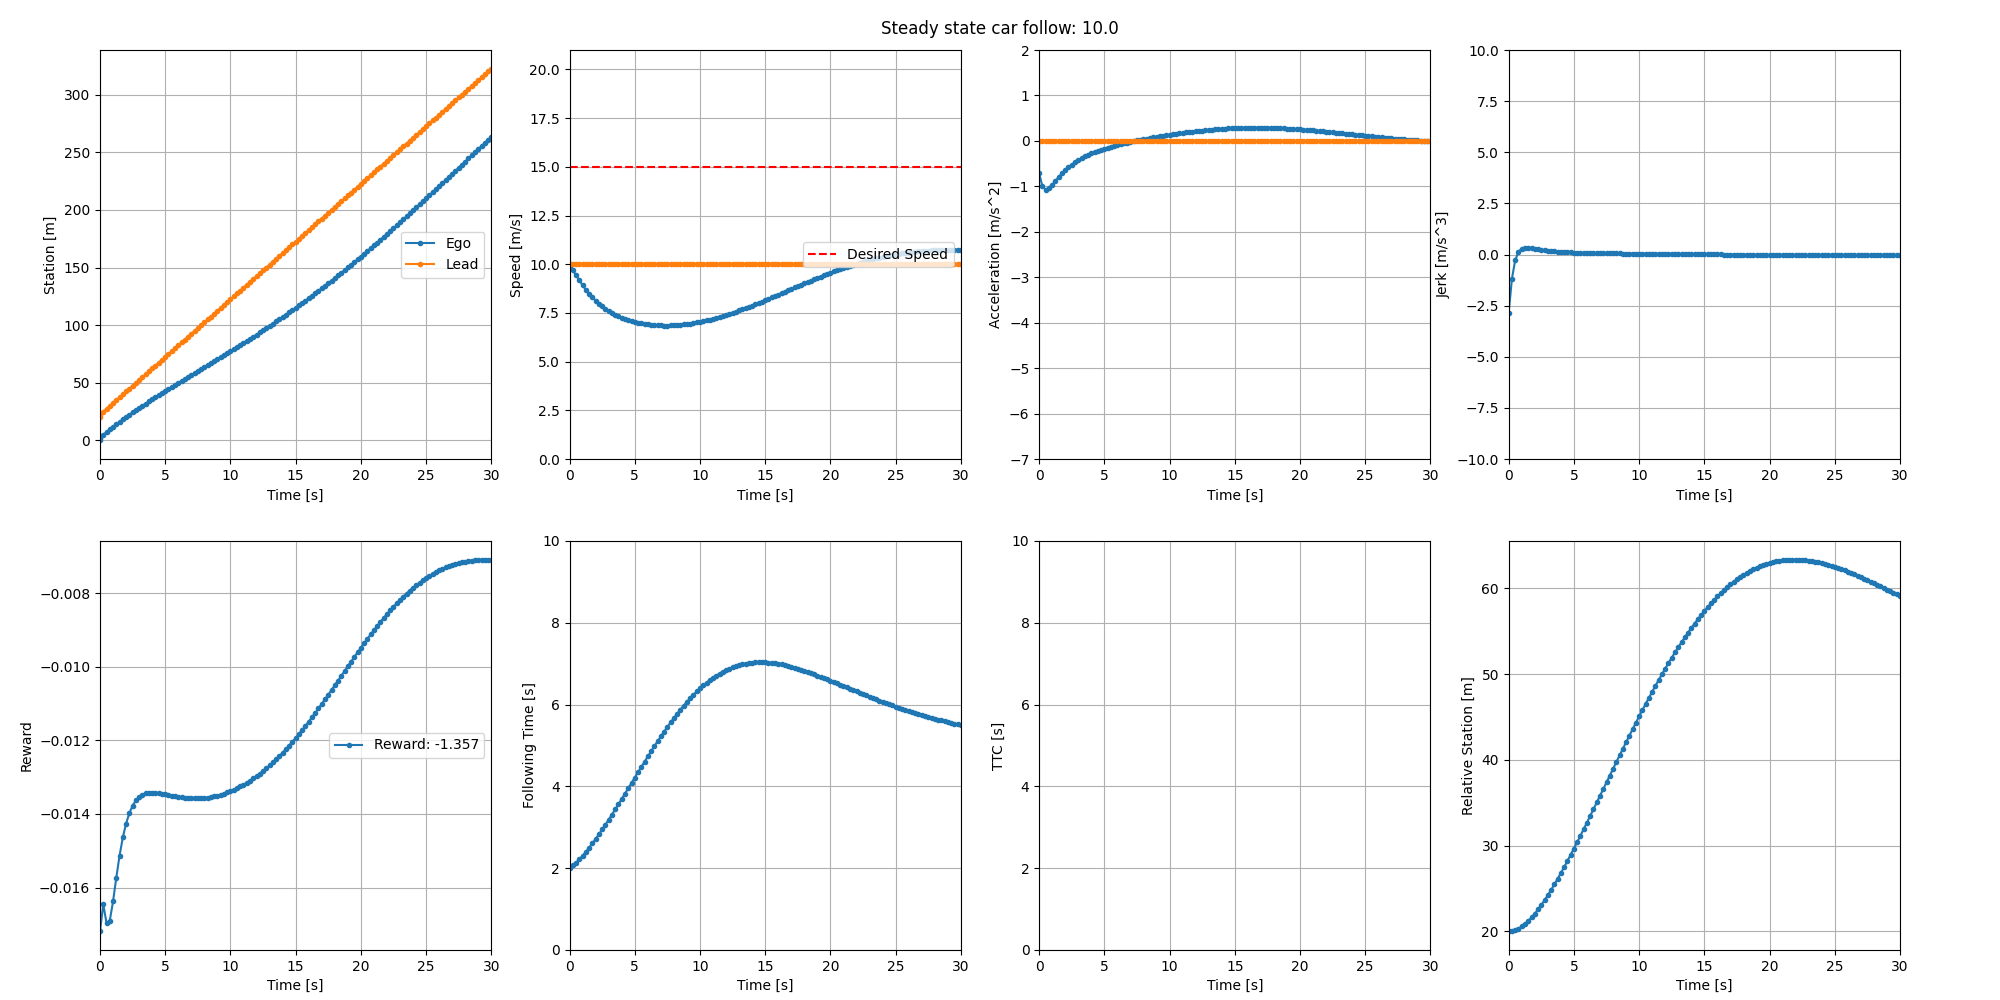 Steady state car follow: 10.0
Station [m]
300
250
200
150
100
50
0
Ego
Lead
0 5 10 15 20 25 30
Time [s]
Speed [m/s]
20.0
17.5
15.0
12.5
10.0
7.5
5.0
2.5
0.0
Desired Speed
0 5 10 15 20 25 30
Time [s]
Acceleration [m/s^2]
2
1
0
−1
−2
−3
−4
−5
−6
−7
0 5 10 15 20 25 30
Time [s]
Jerk [m/s^3]
10.0
7.5
5.0
2.5
0.0
−2.5
−5.0
−7.5
−10.0
0 5 10 15 20 25 30
Time [s]
Reward
−0.008
−0.010
−0.012
−0.014
−0.016
Reward: -1.357
0 5 10 15 20 25 30
Time [s]
Following Time [s]
10
8
6
4
2
0
0 5 10 15 20 25 30
Time [s]
TTC [s]
10
8
6
4
2
0
0 5 10 15 20 25 30
Time [s]
Relative Station [m]
60
50
40
30
20
0 5 10 15 20 25 30
Time [s]